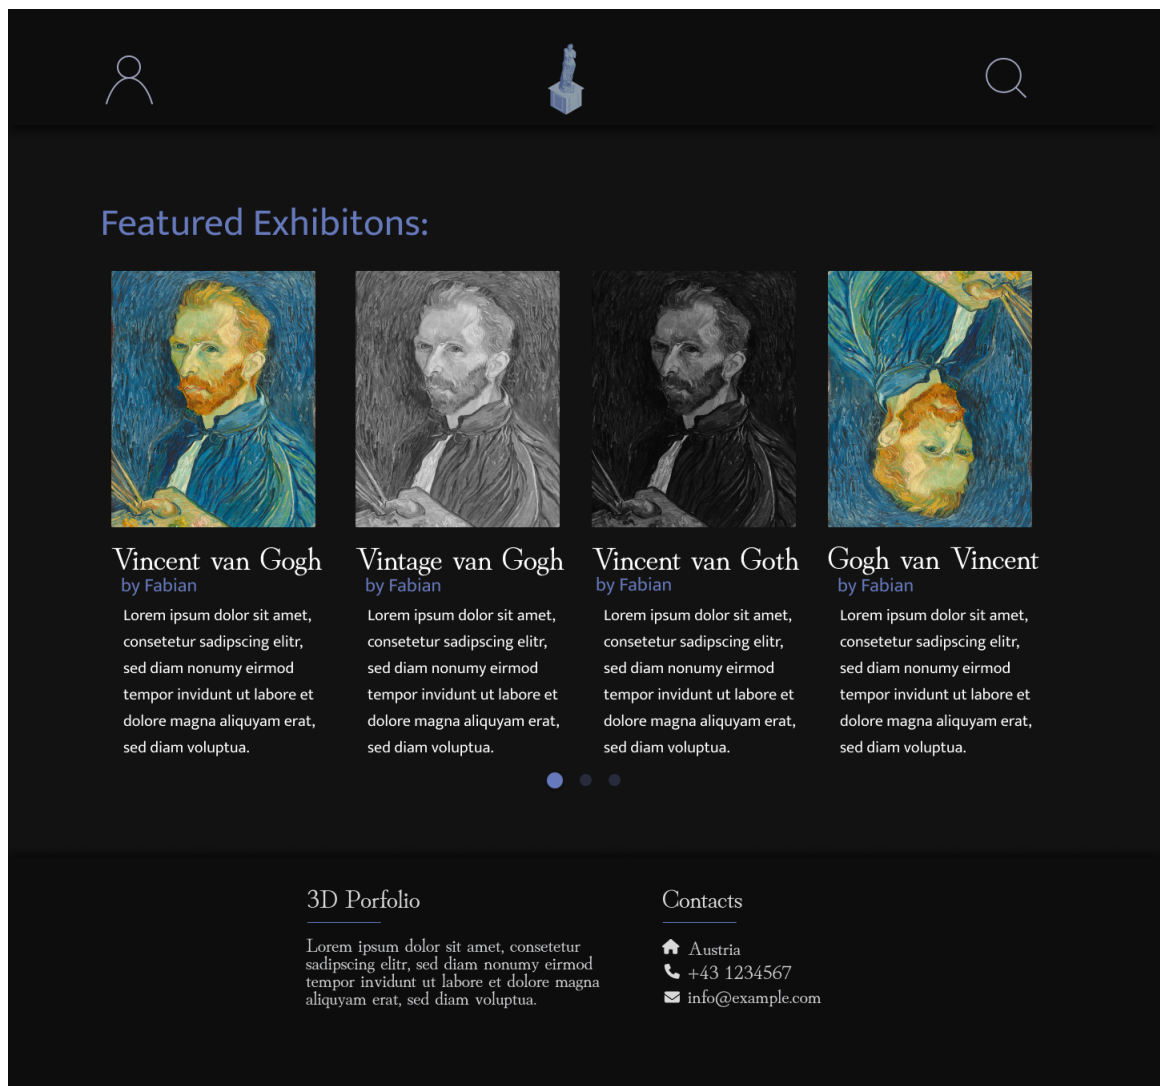 Featured Exhibitons:
Vincent van Gogh
by Fabian
Lorem ipsum dolor sit amet,
consetetur sadipscing elitr,
sed diam nonumy eirmod
tempor invidunt ut labore et
dolore magna aliquyam erat,
sed diam voluptua.
Vintage van Gogh
by Fabian
Lorem ipsum dolor sit amet,
consetetur sadipscing elitr,
sed diam nonumy eirmod
tempor invidunt ut labore et
dolore magna aliquyam erat,
sed diam voluptua.
Vincent van Goth
by Fabian
Lorem ipsum dolor sit amet,
consetetur sadipscing elitr,
sed diam nonumy eirmod
tempor invidunt ut labore et
dolore magna aliquyam erat,
sed diam voluptua.
Gogh van Vincent
by Fabian
Lorem ipsum dolor sit amet,
consetetur sadipscing elitr,
sed diam nonumy eirmod
tempor invidunt ut labore et
dolore magna aliquyam erat,
sed diam voluptua.
3D Porfolio
Lorem ipsum dolor sit amet, consetetur
sadipscing elitr, sed diam nonumy eirmod
tempor invidunt ut labore et dolore magna
aliquyam erat, sed diam voluptua.
Contacts
Austria
+43 1234567
info@example.com